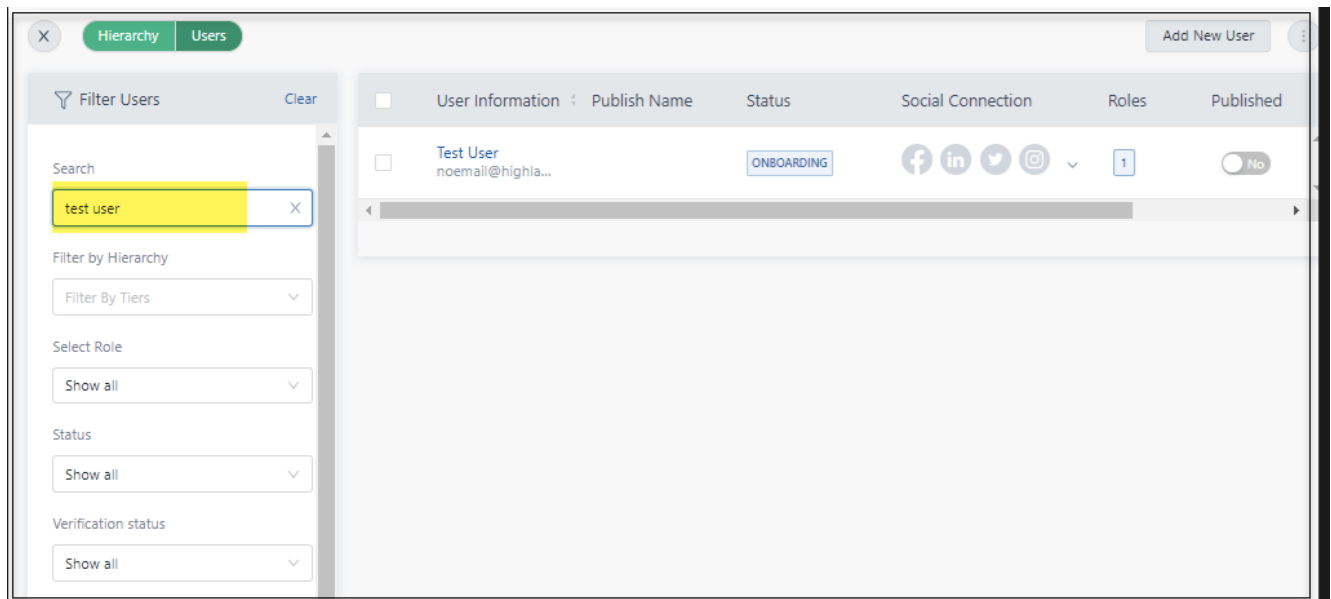 Hierarchy Users Add New User
Filter Users Clear
User Information Publish Name Status Social Connection Roles Published
Search
test user
Test User
noemail@highla...
ONBOARDING
1
No
Filter by Hierarchy
Filter By Tiers
Select Role
Show all
Status
Show all
Verification status
Show all